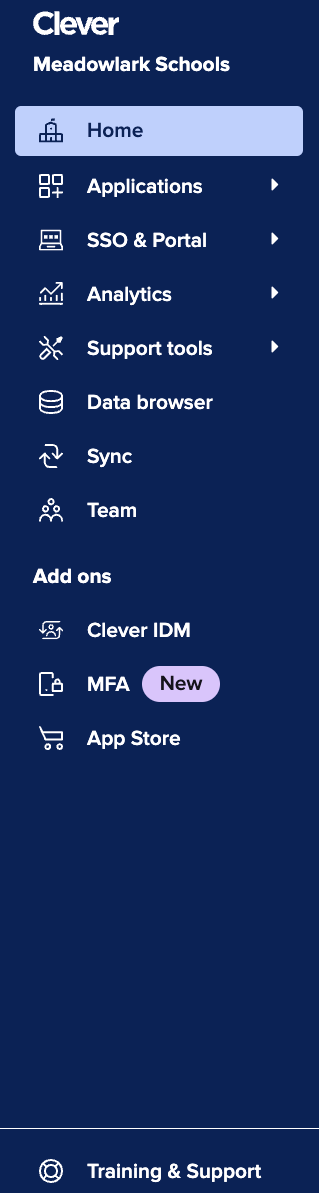 Clever
Meadowlark Schools
Home
Applications
SSO & Portal
Analytics
Support tools
Data browser
Sync
Team
Add ons
Clever IDM
MFA New
App Store
Training & Support